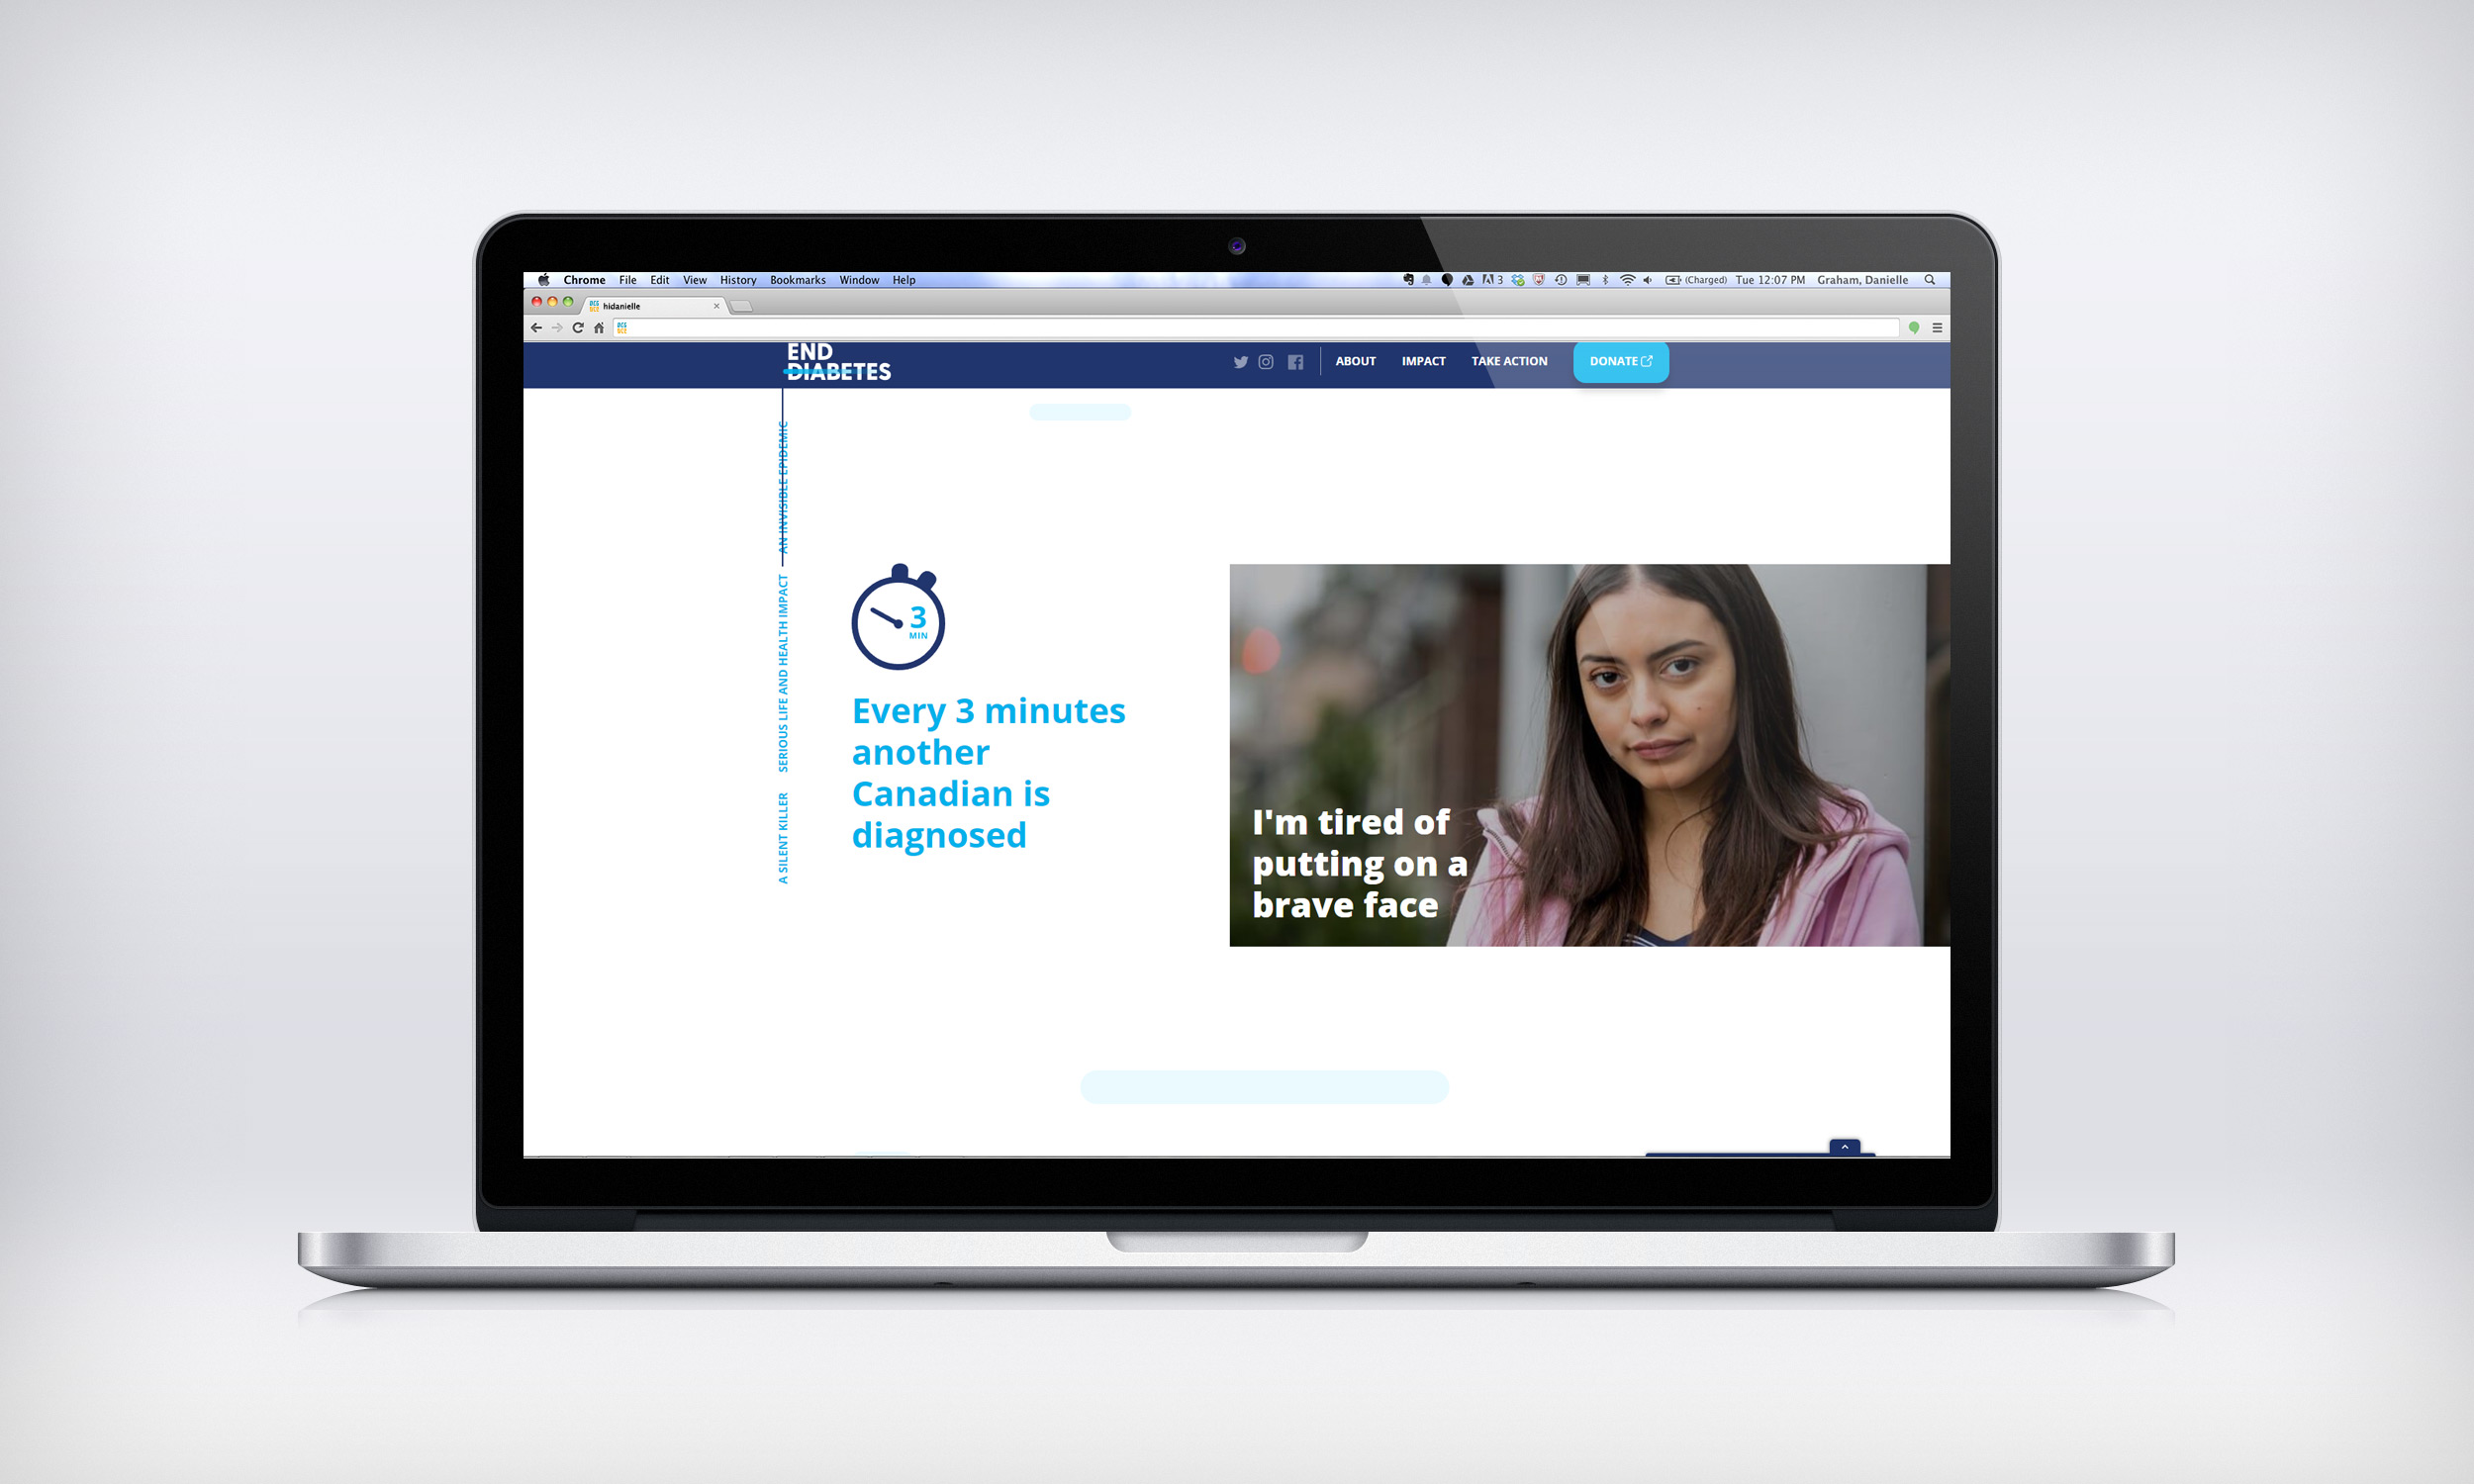 Chrome File Edit View History Bookmarks Window Help
3 (Charged) Tue 12:07 PM Graham, Danielle
hidanielle
END
DIABETES
ABOUT IMPACT TAKE ACTION DONATE
AN INVISIBLE EPIDEMIC
SERIOUS LIFE AND HEALTH IMPACT
A SILENT KILLER
3
MIN
Every 3 minutes
another
Canadian is
diagnosed
I'm tired of
putting on a
brave face